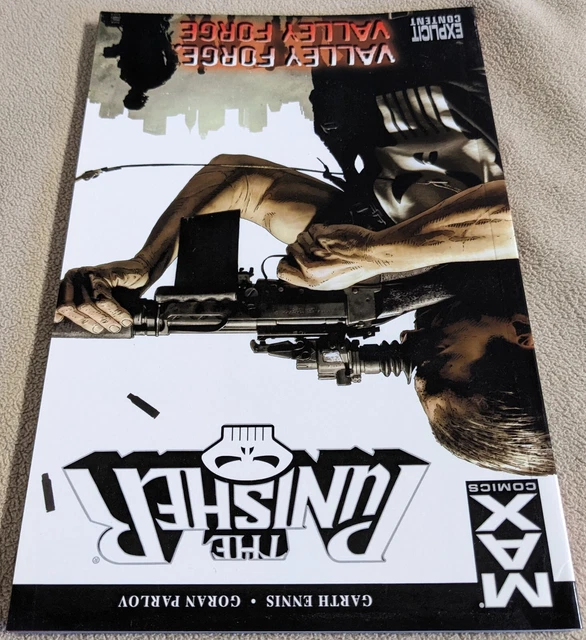 GARTH ENNIS • GORAN PARLOV
MAX®
COMICS
THE
PUNISHER®
VALLEY FORGE,
VALLEY FORGE
EXPLICIT
CONTENT